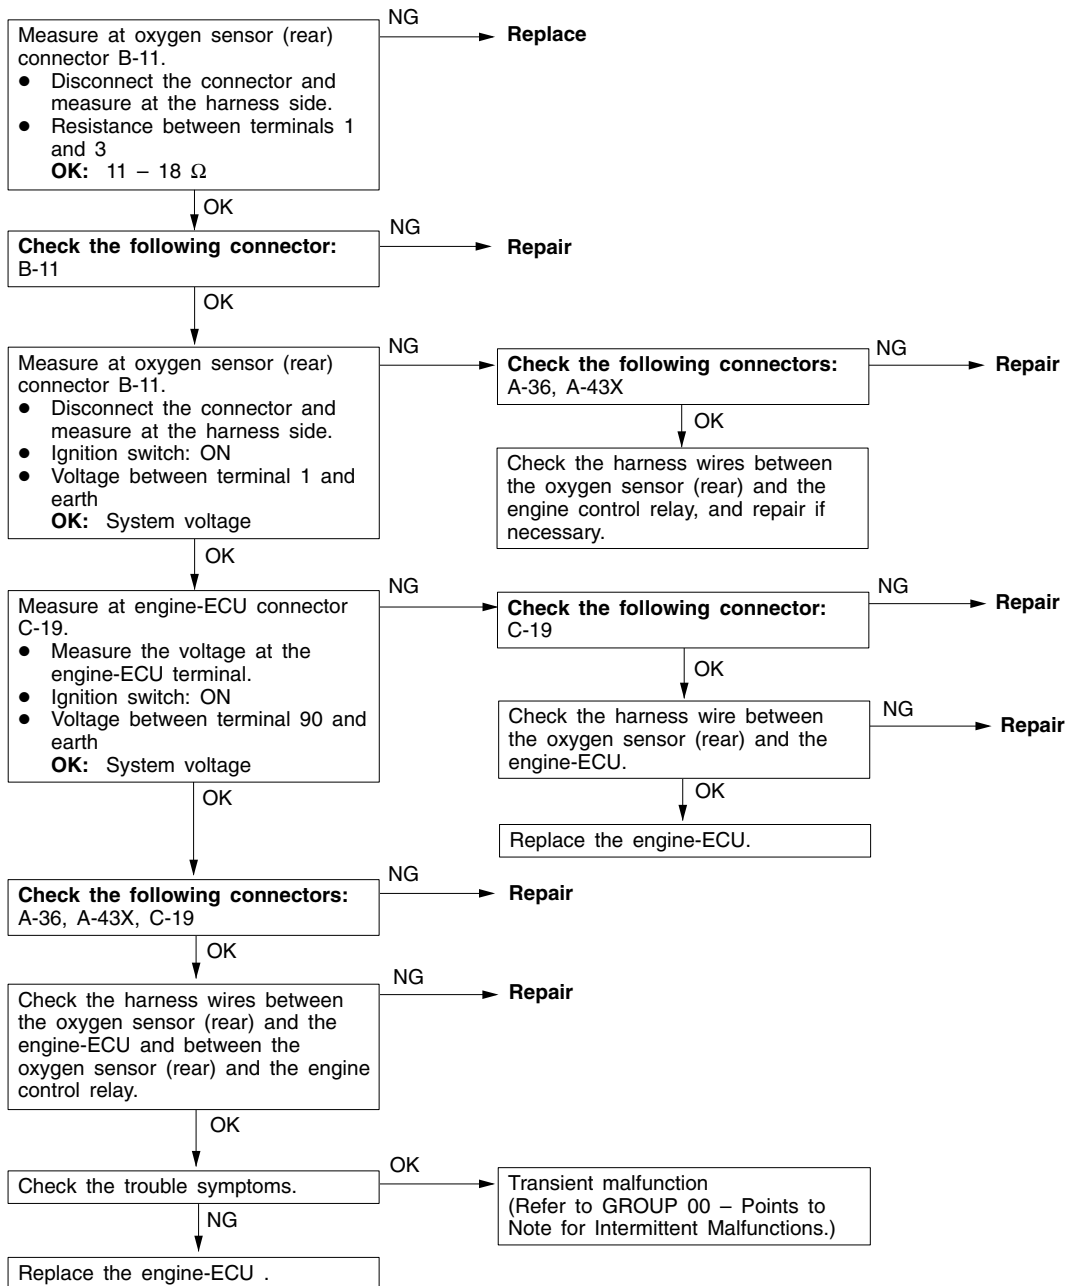 Measure at oxygen sensor (rear)
connector B-11.
● Disconnect the connector and
measure at the harness side.
● Resistance between terminals 1
and 3
OK: 11 – 18 Ω
NG
Replace
OK
Check the following connector:
B-11
NG
Repair
OK
Measure at oxygen sensor (rear)
connector B-11.
● Disconnect the connector and
measure at the harness side.
● Ignition switch: ON
● Voltage between terminal 1 and
earth
OK: System voltage
NG
Check the following connectors:
A-36, A-43X
NG
Repair
OK
Check the harness wires between
the oxygen sensor (rear) and the
engine control relay, and repair if
necessary.
OK
Measure at engine-ECU connector
C-19.
● Measure the voltage at the
engine-ECU terminal.
● Ignition switch: ON
● Voltage between terminal 90 and
earth
OK: System voltage
NG
Check the following connector:
C-19
NG
Repair
OK
Check the harness wire between
the oxygen sensor (rear) and the
engine-ECU.
NG
Repair
OK
Replace the engine-ECU.
OK
Check the following connectors:
A-36, A-43X, C-19
NG
Repair
OK
Check the harness wires between
the oxygen sensor (rear) and the
engine-ECU and between the
oxygen sensor (rear) and the engine
control relay.
NG
Repair
OK
Check the trouble symptoms.
OK
Transient malfunction
(Refer to GROUP 00 – Points to
Note for Intermittent Malfunctions.)
NG
Replace the engine-ECU .